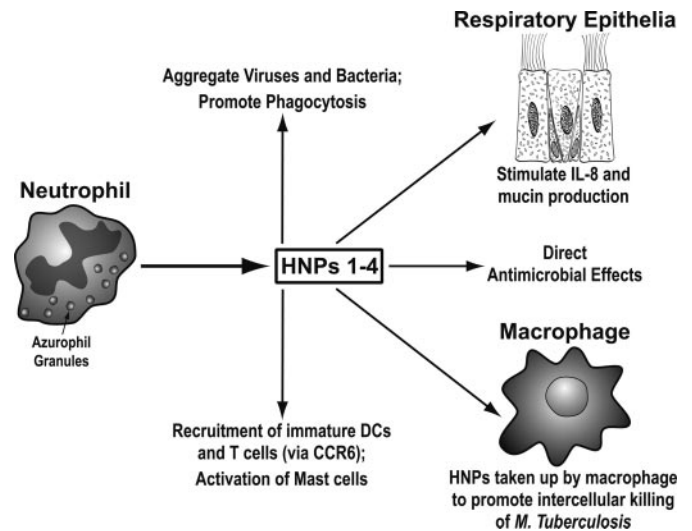 Respiratory Epithelia
Aggregate Viruses and Bacteria;
Promote Phagocytosis
Stimulate IL-8 and
mucin production
Neutrophil
Azurophil
Granules
HNPs 1-4
Direct
Antimicrobial Effects
Macrophage
Recruitment of immature DCs
and T cells (via CCR6);
Activation of Mast cells
HNPs taken up by macrophage
to promote intercellular killing
of M. Tuberculosis